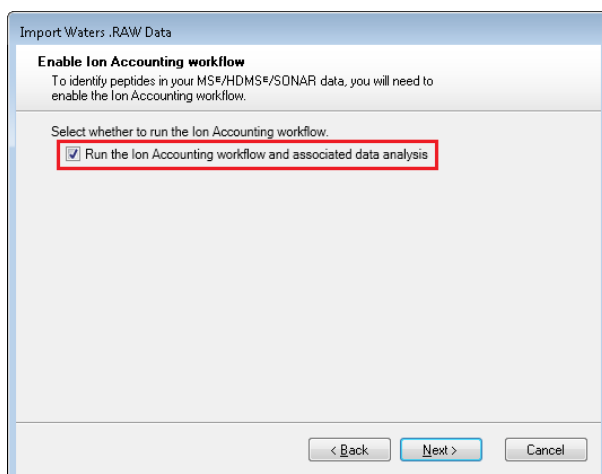 Import Waters .RAW Data
Enable Ion Accounting workflow
To identify peptides in your MSᴱ/HDMSᴱ/SONAR data, you will need to
enable the Ion Accounting workflow.
Select whether to run the Ion Accounting workflow.
Run the Ion Accounting workflow and associated data analysis
< Back
Next >
Cancel